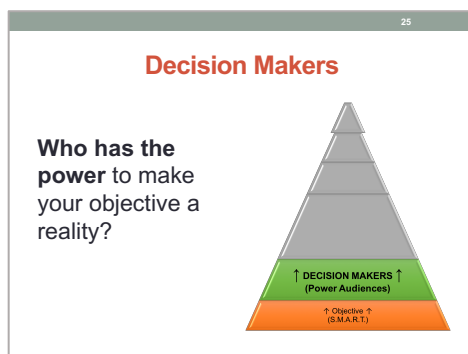 25
Decision Makers
Who has the
power to make
your objective a
reality?
↑ DECISION MAKERS ↑
(Power Audiences)
↑ Objective ↑
(S.M.A.R.T.)